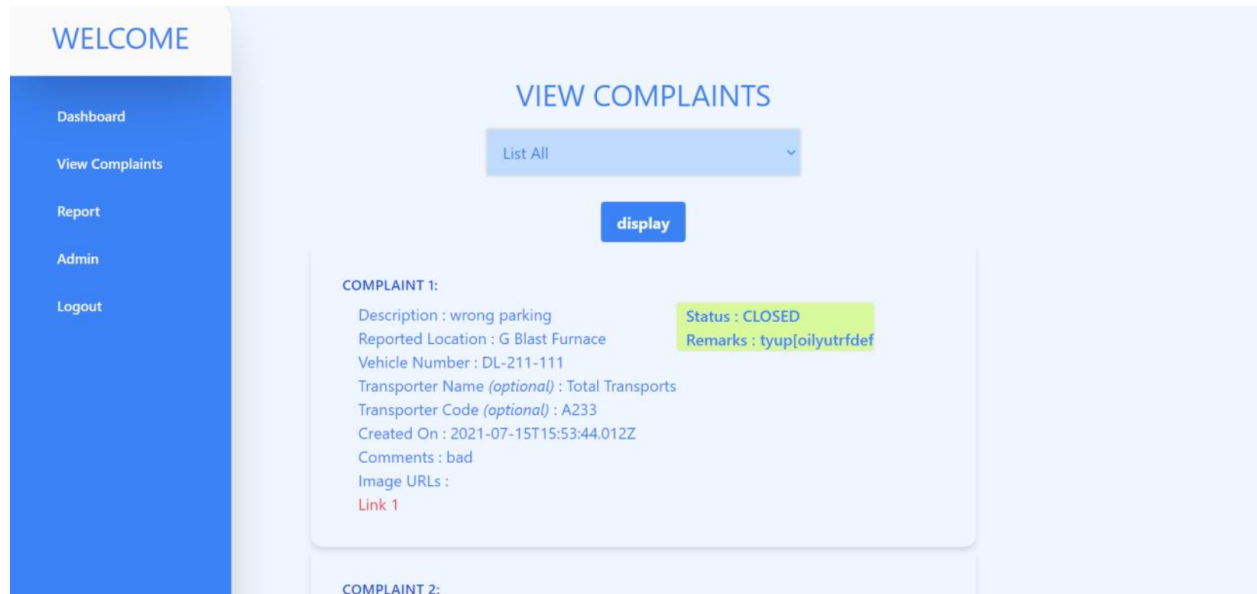 WELCOME
Dashboard
View Complaints
Report
Admin
Logout
VIEW COMPLAINTS
List All
display
COMPLAINT 1:
Description : wrong parking
Reported Location : G Blast Furnace
Vehicle Number : DL-211-111
Transporter Name (optional) : Total Transports
Transporter Code (optional) : A233
Created On : 2021-07-15T15:53:44.012Z
Comments : bad
Image URLs :
Link 1
Status : CLOSED
Remarks : tyup[oilyutrfdef
COMPLAINT 2: